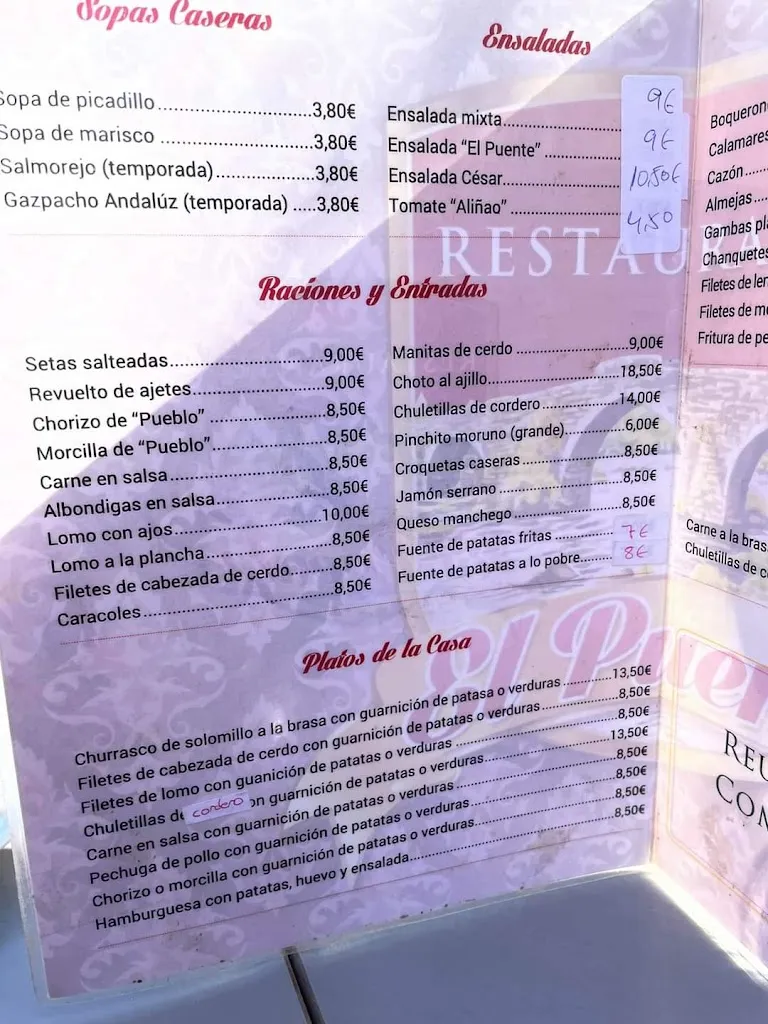 Sopas Caseras
Sopa de picadillo.....3,80€
Sopa de marisco.....3,80€
Salmorejo (temporada).....3,80€
Gazpacho Andalúz (temporada).....3,80€
Ensaladas
Ensalada mixta.....9€
Ensalada "El Puente".....9€
Ensalada César.....10,50€
Tomate "Aliñao".....4,50
RESTAURA
Raciones y Entradas
Setas salteadas.....9,00€
Revuelto de ajetes.....9,00€
Chorizo de "Pueblo".....8,50€
Morcilla de "Pueblo".....8,50€
Carne en salsa.....8,50€
Albondigas en salsa.....8,50€
Lomo con ajos.....10,00€
Lomo a la plancha.....8,50€
Filetes de cabezada de cerdo.....8,50€
Caracoles.....8,50€
Manitas de cerdo.....9,00€
Choto al ajillo.....18,50€
Chuletillas de cordero.....14,00€
Pinchito moruno (grande).....6,00€
Croquetas caseras.....8,50€
Jamón serrano.....8,50€
Queso manchego.....8,50€
Fuente de patatas fritas.....7€
Fuente de patatas a lo pobre.....8€
El Puen
Platos de la Casa
Churrasco de solomillo a la brasa con guarnición de patasa o verduras.....13,50€
Filetes de cabezada de cerdo con guarnición de patatas o verduras.....8,50€
Filetes de lomo con guanición de patatas o verduras.....8,50€
Chuletillas de cordero on guarnición de patatas o verduras.....13,50€
Carne en salsa con guarnición de patatas o verduras.....8,50€
Pechuga de pollo con guarnición de patatas o verduras.....8,50€
Chorizo o morcilla con guarnición de patatas o verduras.....8,50€
Hamburguesa con patatas, huevo y ensalada.....8,50€
Boqueron
Calamares
Cazón
Almejas
Gambas pla
Chanquetes
Filetes de len
Filetes de me
Fritura de pe
Carne a la bras
Chuletillas de c
REU
COM